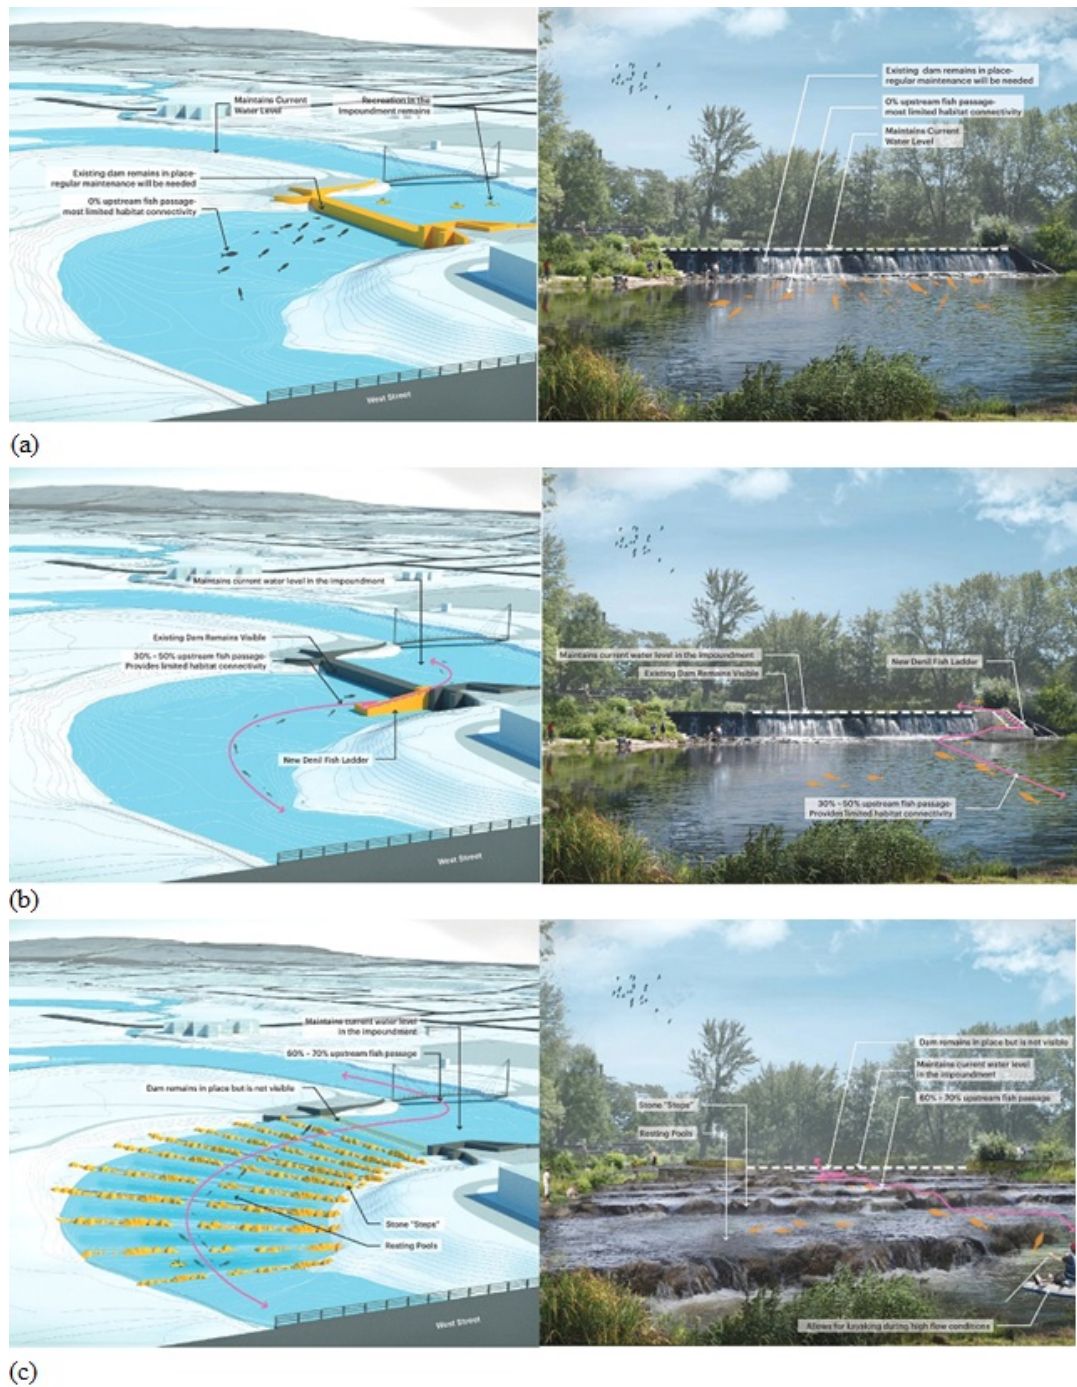 Maintains Current
Water Level
Recreation in the
Impoundment remains
Existing dam remains in place-
regular maintenance will be needed
0% upstream fish passage-
most limited habitat connectivity
West Street
Existing dam remains in place-
regular maintenance will be needed
0% upstream fish passage-
most limited habitat connectivity
Maintains Current
Water Level
(a)
Maintains current water level in the impoundment
Existing Dam Remains Visible
30% - 50% upstream fish passage-
Provides limited habitat connectivity
New Denil Fish Ladder
West Street
Maintains current water level in the impoundment
Existing Dam Remains Visible
New Denil Fish Ladder
30% - 50% upstream fish passage-
Provides limited habitat connectivity
(b)
Maintains current water level
in the impoundment
60% - 70% upstream fish passage
Dam remains in place but is not visible
Stone "Steps"
Resting Pools
West Street
Dam remains in place but is not visible
Maintains current water level
in the impoundment
60% - 70% upstream fish passage
Stone "Steps"
Resting Pools
Allows for kayaking during high flow conditions
(c)